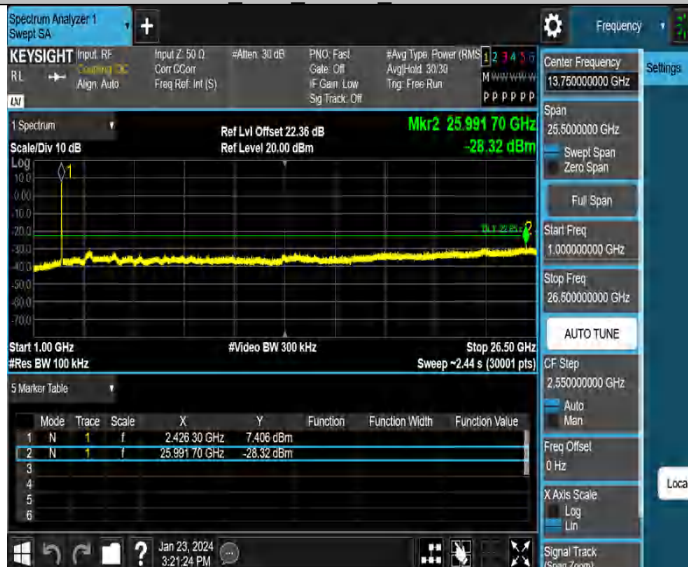 Spectrum Analyzer 1
Swept SA
+
Frequency
KEYSIGHT
RL
Input: RF
Coupling: DC
Align: Auto
Input Z: 50 Ω
Corr CCorr
Freq Ref: Int (S)
#Atten: 30 dB
PNO: Fast
Gate: Off
IF Gain: Low
Sig Track: Off
#Avg Type: Power (RMS
Avg|Hold: 30/30
Trig: Free Run
1 2 3 4 5 6
M W W W W W
P P P P P P
LXI
1 Spectrum
Scale/Div 10 dB
Ref Lvl Offset 22.36 dB
Ref Level 20.00 dBm
Mkr2 25.991 70 GHz
-28.32 dBm
Log
10.0
0.00
-10.0
-20.0
-30.0
-40.0
-50.0
-60.0
-70.0
1
2
Start 1.00 GHz
#Res BW 100 kHz
#Video BW 300 kHz
Stop 26.50 GHz
Sweep ~2.44 s (30001 pts)
5 Marker Table
Mode Trace Scale X Y Function Function Width Function Value
1 N 1 f 2.426 30 GHz 7.406 dBm
2 N 1 f 25.991 70 GHz -28.32 dBm
3
4
5
6
Jan 23, 2024
3:21:24 PM
?
Center Frequency
13.750000000 GHz
Settings
Span
25.5000000 GHz
Swept Span
Zero Span
Full Span
Start Freq
1.000000000 GHz
Stop Freq
26.500000000 GHz
AUTO TUNE
CF Step
2.550000000 GHz
Auto
Man
Freq Offset
0 Hz
X Axis Scale
Log
Lin
Signal Track
(Span Zoom)
Loca